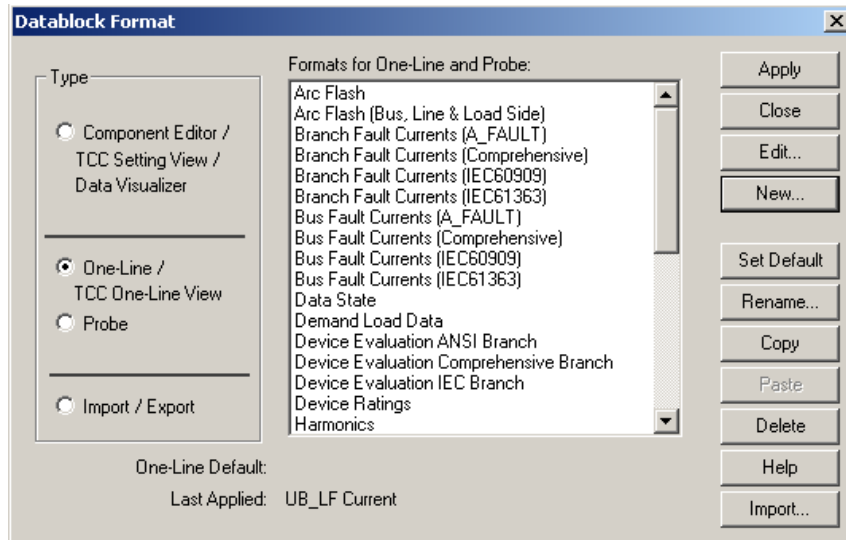 Datablock Format
Type
Component Editor /
TCC Setting View /
Data Visualizer
One-Line /
TCC One-Line View
Probe
Import / Export
Formats for One-Line and Probe:
Arc Flash
Arc Flash (Bus, Line & Load Side)
Branch Fault Currents (A_FAULT)
Branch Fault Currents (Comprehensive)
Branch Fault Currents (IEC60909)
Branch Fault Currents (IEC61363)
Bus Fault Currents (A_FAULT)
Bus Fault Currents (Comprehensive)
Bus Fault Currents (IEC60909)
Bus Fault Currents (IEC61363)
Data State
Demand Load Data
Device Evaluation ANSI Branch
Device Evaluation Comprehensive Branch
Device Evaluation IEC Branch
Device Ratings
Harmonics
Apply
Close
Edit...
New...
Set Default
Rename...
Copy
Paste
Delete
Help
Import...
One-Line Default:
Last Applied: UB_LF Current